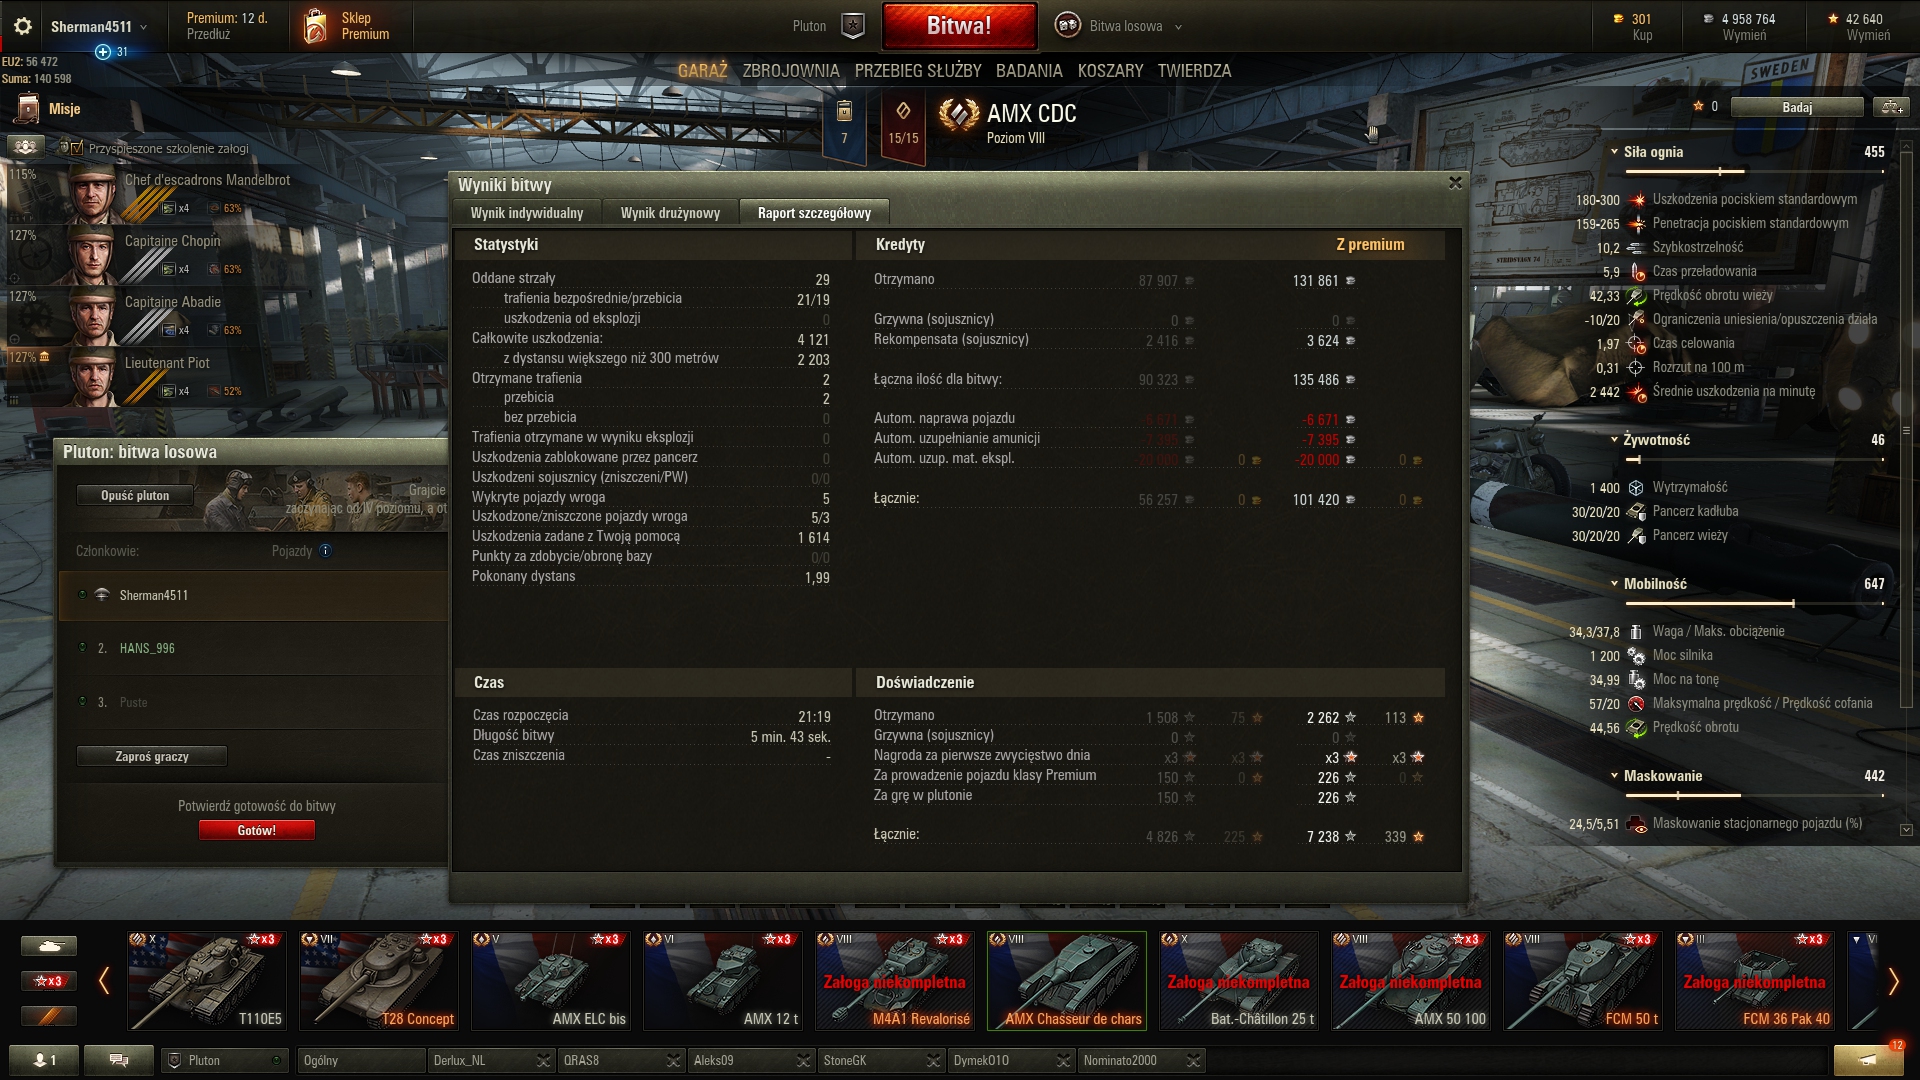 Sherman4511
31
Premium: 12 d.
Przedłuż
Sklep
Premium
Pluton
Bitwa!
Bitwa losowa
301
Kup
4 958 764
Wymień
42 640
Wymień
EU2: 56 472
Suma: 140 598
GARAŻ ZBROJOWNIA PRZEBIEG SŁUŻBY BADANIA KOSZARY TWIERDZA
SWEDEN
Misje
7
15/15
AMX CDC
Poziom VIII
0
Badaj
Przyspieszone szkolenie załogi
115%
Chef d'escadrons Mandelbrot
x4 63%
127%
Capitaine Chopin
x4 63%
127%
Capitaine Abadie
x4 63%
127%
Lieutenant Piot
x4 52%
Pluton: bitwa losowa
Opuść pluton
Grajcie
zaczynając od IV poziomu, a ot
Członkowie: Pojazdy
Sherman4511
2. HANS_996
3. Puste
Zaproś graczy
Potwierdź gotowość do bitwy
Gotów!
Wyniki bitwy
Wynik indywidualny Wynik drużynowy Raport szczegółowy
Statystyki
Oddane strzały 29
trafienia bezpośrednie/przebicia 21/19
uszkodzenia od eksplozji 0
Całkowite uszkodzenia: 4 121
z dystansu większego niż 300 metrów 2 203
Otrzymane trafienia 2
przebicia 2
bez przebicia 0
Trafienia otrzymane w wyniku eksplozji 0
Uszkodzenia zablokowane przez pancerz 0
Uszkodzeni sojusznicy (zniszczeni/PW) 0/0
Wykryte pojazdy wroga 5
Uszkodzone/zniszczone pojazdy wroga 5/3
Uszkodzenia zadane z Twoją pomocą 1 614
Punkty za zdobycie/obronę bazy 0/0
Pokonany dystans 1,99
Kredyty Z premium
Otrzymano 87 907 131 861
Grzywna (sojusznicy) 0 0
Rekompensata (sojusznicy) 2 416 3 624
Łączna ilość dla bitwy: 90 323 135 486
Autom. naprawa pojazdu -6 671 -6 671
Autom. uzupełnianie amunicji -7 395 -7 395
Autom. uzup. mat. ekspl. -20 000 0 -20 000 0
Łącznie: 56 257 0 101 420 0
Czas
Czas rozpoczęcia 21:19
Długość bitwy 5 min. 43 sek.
Czas zniszczenia -
Doświadczenie
Otrzymano 1 508 75 2 262 113
Grzywna (sojusznicy) 0 0
Nagroda za pierwsze zwycięstwo dnia x3 x3 x3 x3
Za prowadzenie pojazdu klasy Premium 150 0 226 0
Za grę w plutonie 150 226
Łącznie: 4 826 225 7 238 339
Siła ognia 455
180-300 Uszkodzenia pociskiem standardowym
159-265 Penetracja pociskiem standardowym
10,2 Szybkostrzelność
5,9 Czas przeładowania
42,33 Prędkość obrotu wieży
-10/20 Ograniczenia uniesienia/opuszczenia działa
1,97 Czas celowania
0,31 Rozrzut na 100 m
2 442 Średnie uszkodzenia na minutę
Żywotność 46
1 400 Wytrzymałość
30/20/20 Pancerz kadłuba
30/20/20 Pancerz wieży
Mobilność 647
34,3/37,8 Waga / Maks. obciążenie
1 200 Moc silnika
34,99 Moc na tonę
57/20 Maksymalna prędkość / Prędkość cofania
44,56 Prędkość obrotu
Maskowanie 442
24,5/5,51 Maskowanie stacjonarnego pojazdu (%)
x3
X x3
T110E5
VII x3
T28 Concept
V x3
AMX ELC bis
VI x3
AMX 12 t
VIII x3
Załoga niekompletna
M4A1 Revalorisé
VIII
AMX Chasseur de chars
X
Załoga niekompletna
Bat.-Châtillon 25 t
VIII x3
Załoga niekompletna
AMX 50 100
VIII x3
FCM 50 t
III x3
Załoga niekompletna
FCM 36 Pak 40
1
Pluton
Ogólny
Derlux_NL
QRAS8
Aleks09
StoneGK
Dymek010
Nominato2000
12